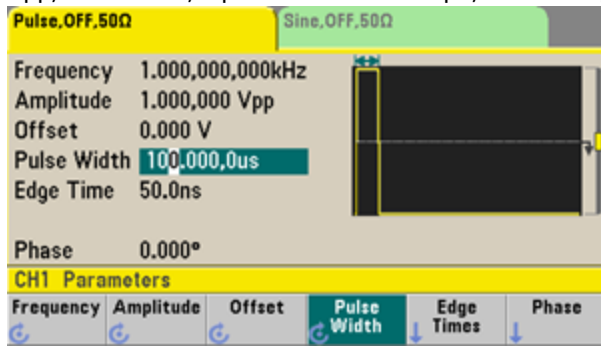 Pulse,OFF,50Ω Sine,OFF,50Ω
Frequency 1.000,000,000kHz
Amplitude 1.000,000 Vpp
Offset 0.000 V
Pulse Width 100.000,0us
Edge Time 50.0ns
Phase 0.000°
CH1 Parameters
Frequency Amplitude Offset Pulse Width Edge Times Phase